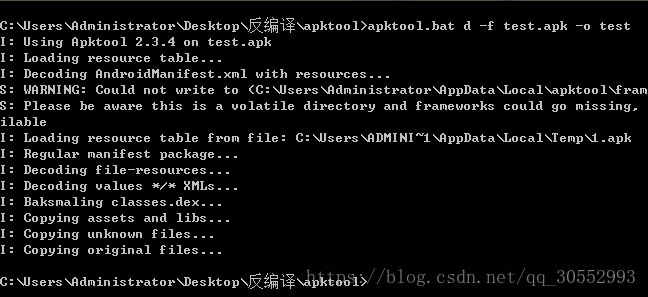 C:\Users\Administrator\Desktop\反编译\apktool>apktool.bat d -f test.apk -o test
I: Using Apktool 2.3.4 on test.apk
I: Loading resource table...
I: Decoding AndroidManifest.xml with resources...
S: WARNING: Could not write to (C:\Users\Administrator\AppData\Local\apktool\fram
S: Please be aware this is a volatile directory and frameworks could go missing,
ilable
I: Loading resource table from file: C:\Users\ADMINI~1\AppData\Local\Temp\1.apk
I: Regular manifest package...
I: Decoding file-resources...
I: Decoding values */* XMLs...
I: Baksmaling classes.dex...
I: Copying assets and libs...
I: Copying unknown files...
I: Copying original files...
C:\Users\Administrator\Desktop\反编译\apktool>
https://blog.csdn.net/qq_30552993